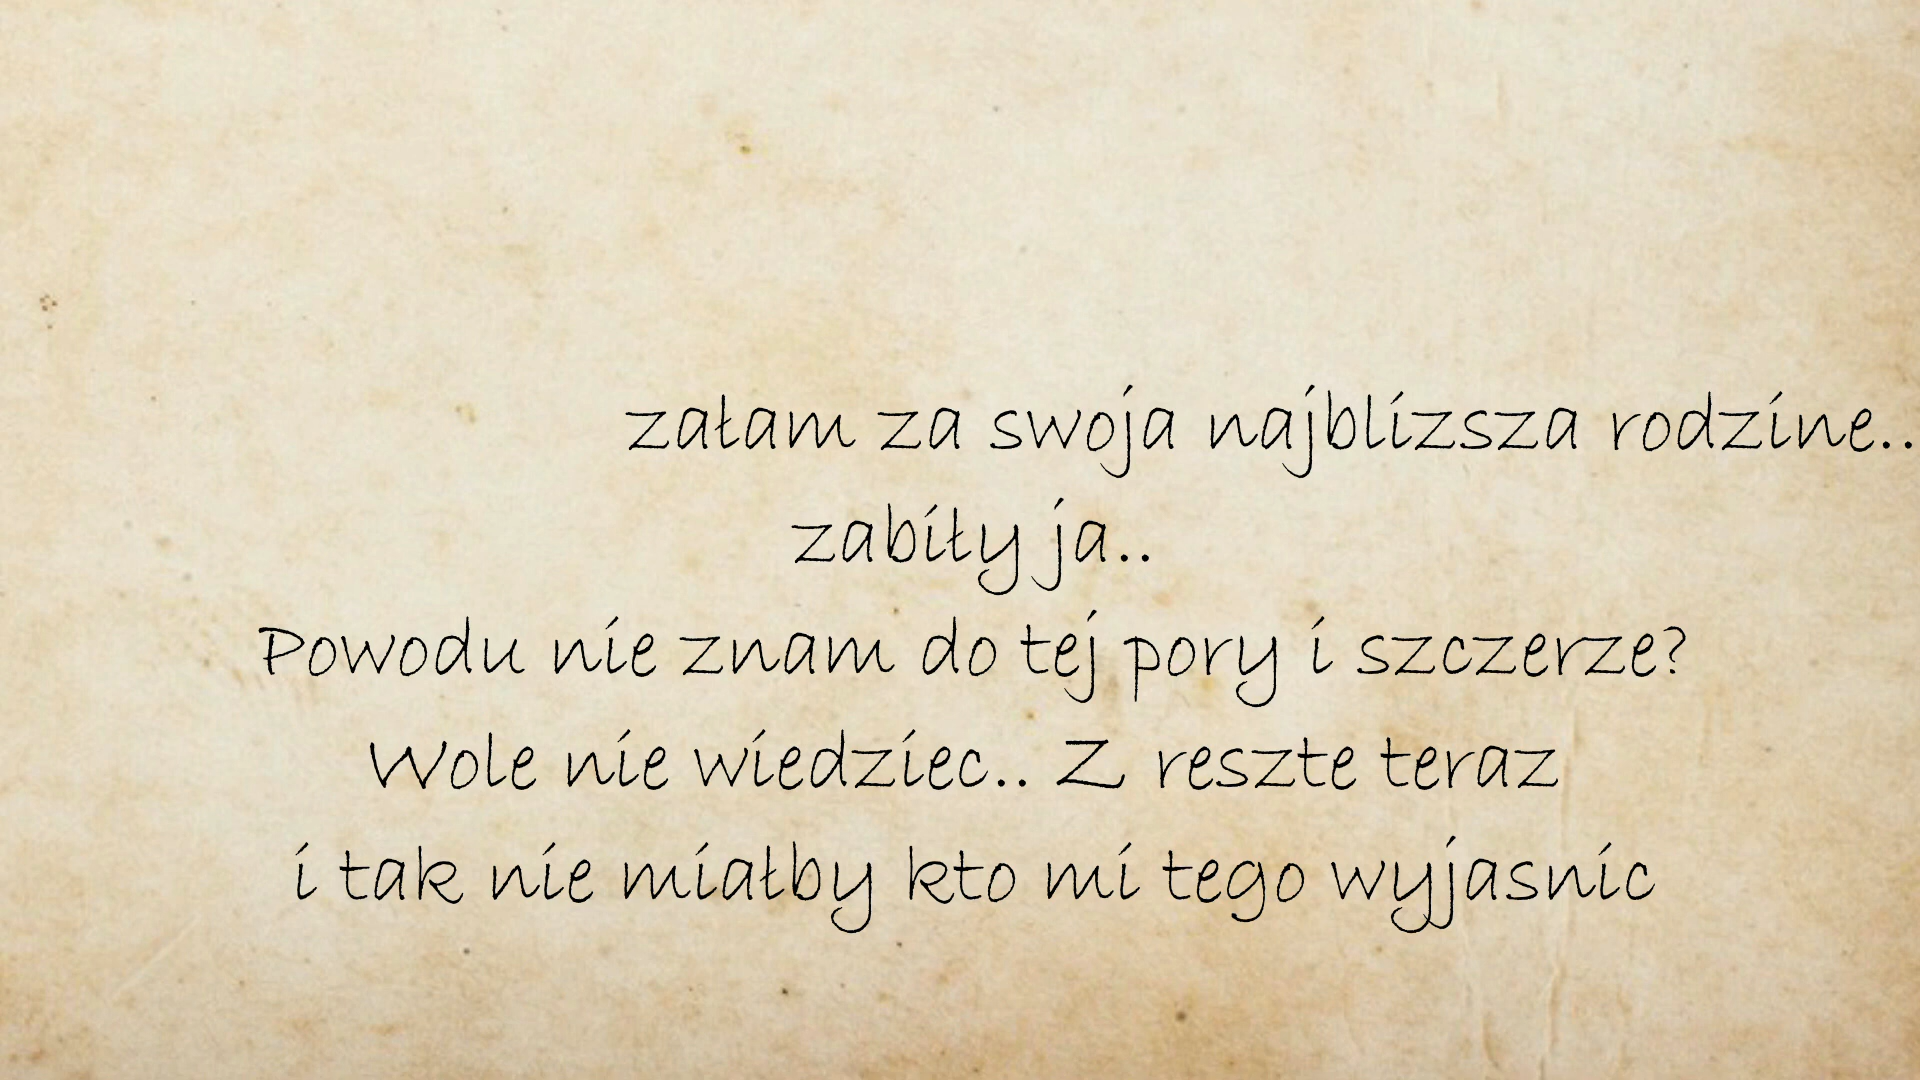 załam za swoja najblizsza rodzine..
zabiły ja..
Powodu nie znam do tej pory i szczerze?
Wole nie wiedziec.. Z reszte teraz
i tak nie miałby kto mi tego wyjasnic